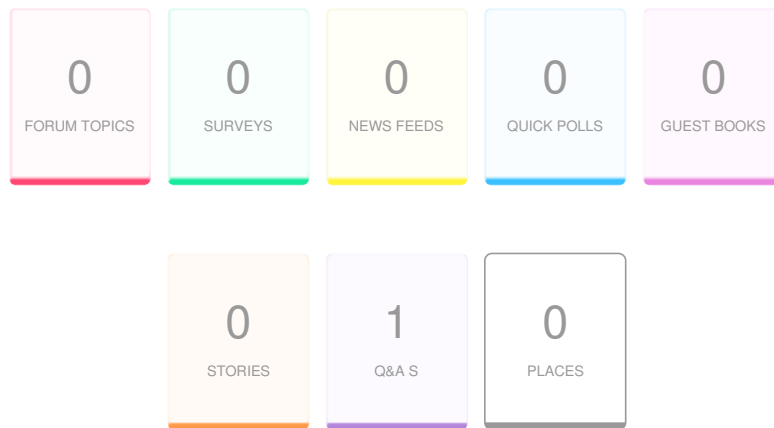 0 0 0 0 0
FORUM TOPICS SURVEYS NEWS FEEDS QUICK POLLS GUEST BOOKS
0 1 0
STORIES Q&A S PLACES